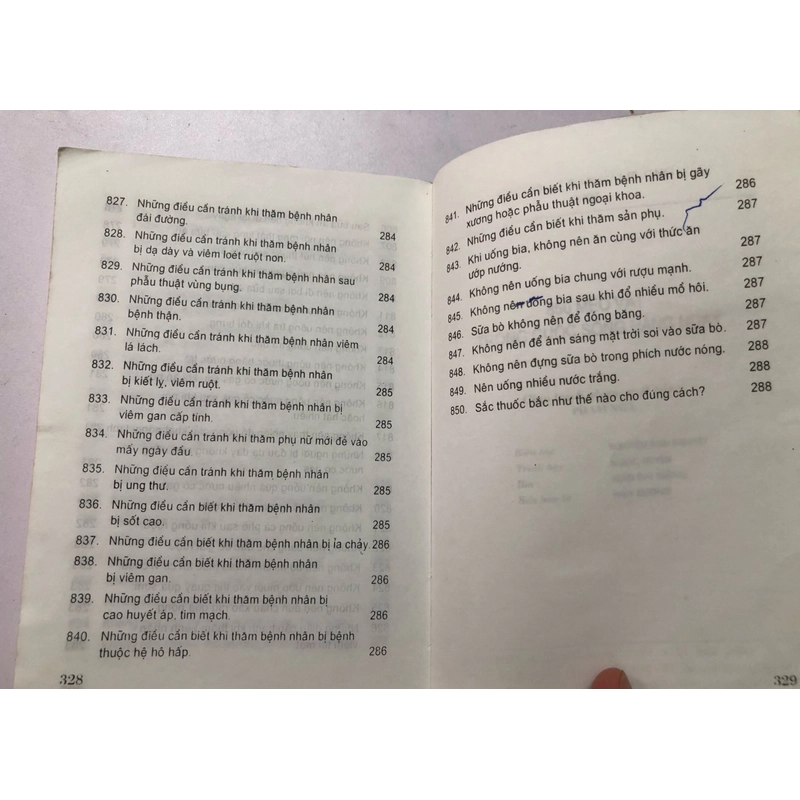 827. Những điều cần tránh khi thăm bệnh nhân
đái đường. 284
828. Những điều cần tránh khi thăm bệnh nhân
bị dạ dày và viêm loét ruột non. 284
829. Những điều cần tránh khi thăm bệnh nhân sau
phẫu thuật vùng bụng. 284
830. Những điều cần tránh khi thăm bệnh nhân
bệnh thận. 284
831. Những điều cần tránh khi thăm bệnh nhân viêm
lá lách. 284
832. Những điều cần tránh khi thăm bệnh nhân
bị kiết lỵ, viêm ruột. 285
833. Những điều cần tránh khi thăm bệnh nhân bị
viêm gan cấp tính. 285
834. Những điều cần tránh khi thăm phụ nữ mới đẻ vào
mấy ngày đầu. 285
835. Những điều cần tránh khi thăm bệnh nhân
bị ung thư. 285
836. Những điều cần biết khi thăm bệnh nhân
bị sốt cao. 285
837. Những điều cần biết khi thăm bệnh nhân bị ỉa chảy. 286
838. Những điều cần biết khi thăm bệnh nhân
bị viêm gan. 286
839. Những điều cần biết khi thăm bệnh nhân bị
cao huyết áp, tim mạch. 286
840. Những điều cần biết khi thăm bệnh nhân bị bệnh
thuộc hệ hô hấp. 286
328
841. Những điều cần biết khi thăm bệnh nhân bị gây
xương hoặc phẫu thuật ngoại khoa. 286
842. Những điều cần biết khi thăm sản phụ. 287
843. Khi uống bia, không nên ăn cùng với thức ăn
ướp nướng. 287
844. Không nên uống bia chung với rượu mạnh. 287
845. Không nên uống bia sau khi đổ nhiều mồ hôi. 287
846. Sữa bò không nên để đóng băng. 287
847. Không nên để ánh sáng mặt trời soi vào sữa bò. 287
848. Không nên đựng sữa bò trong phích nước nóng. 288
849. Nên uống nhiều nước trắng. 288
850. Sắc thuốc bắc như thế nào cho đúng cách? 288
329